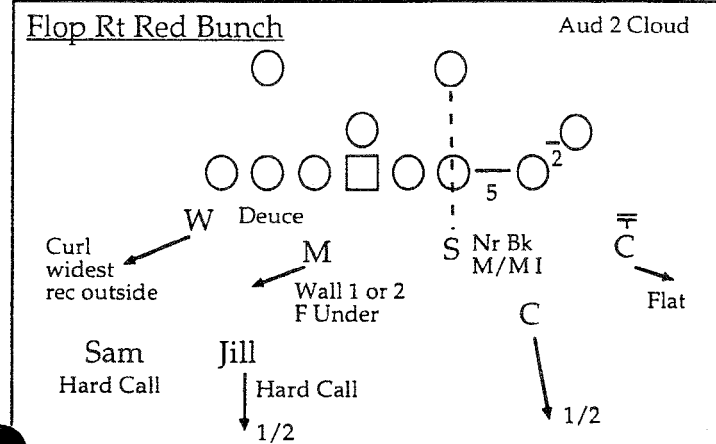 Flop Rt Red Bunch
Aud 2 Cloud
2
5
W
Deuce
Curl
widest
rec outside
M
Wall 1 or 2
F Under
S
Nr Bk
M/M I
C
Flat
C
Sam
Hard Call
Jill
Hard Call
1/2
1/2